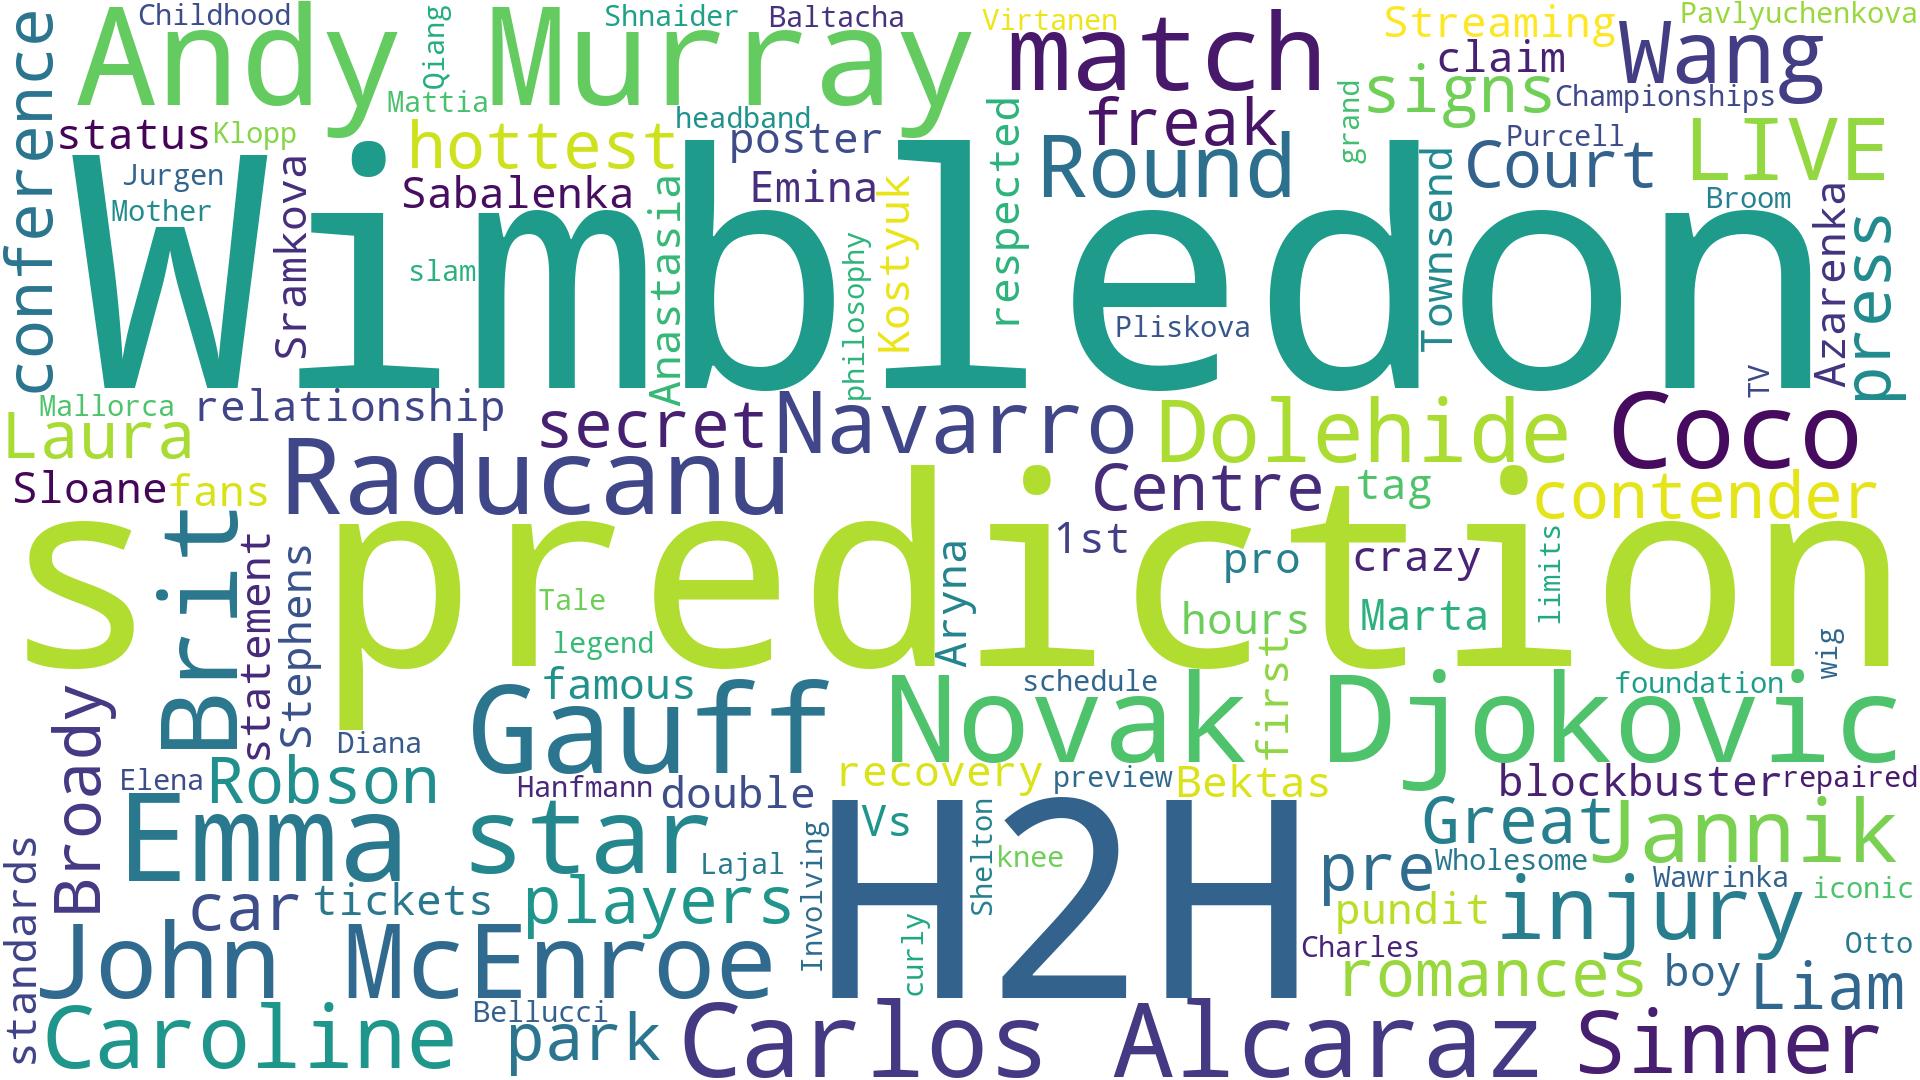 Childhood
Shnaider
Baltacha
Virtanen
Streaming
Pavlyuchenkova
conference
Andy Murray
Qiang
match
claim
Wang
Mattia
signs
Championships
status
Klopp
hottest
headband
poster
freak
respected
grand
Purcell
LIVE
Jurgen
Mother
Sabalenka
Emina
Round
Court
Broom
Wimbledon
Sramkova
slam
Anastasia
philosophy
Kostyuk
Pliskova
Townsend
TV
Azarenka
press
Mallorca
relationship
Laura
secret
Navarro
Dolehide
Coco
Sloane
fans
Raducanu
Centre
tag
contender
s prediction
Brit
statement
Stephens
Tale
legend
Aryna
1st
pro
crazy
hours
Marta
limits
wig
first
Broady
Diana
famous
Gauff
schedule
Novak Djokovic
foundation
Elena
Robson
Hanfmann
double
recovery
preview
Bektas
blockbuster
repaired
Emma
star
Lajal
Involving
Vs
H2H
Shelton
knee
Great
Jannik
standards
car
tickets
players
curly
pre
Wholesome
Wawrinka
iconic
pundit
injury
John McEnroe
Charles
romances
boy
Otto
Liam
Caroline
Bellucci
park
Carlos Alcaraz
Sinner